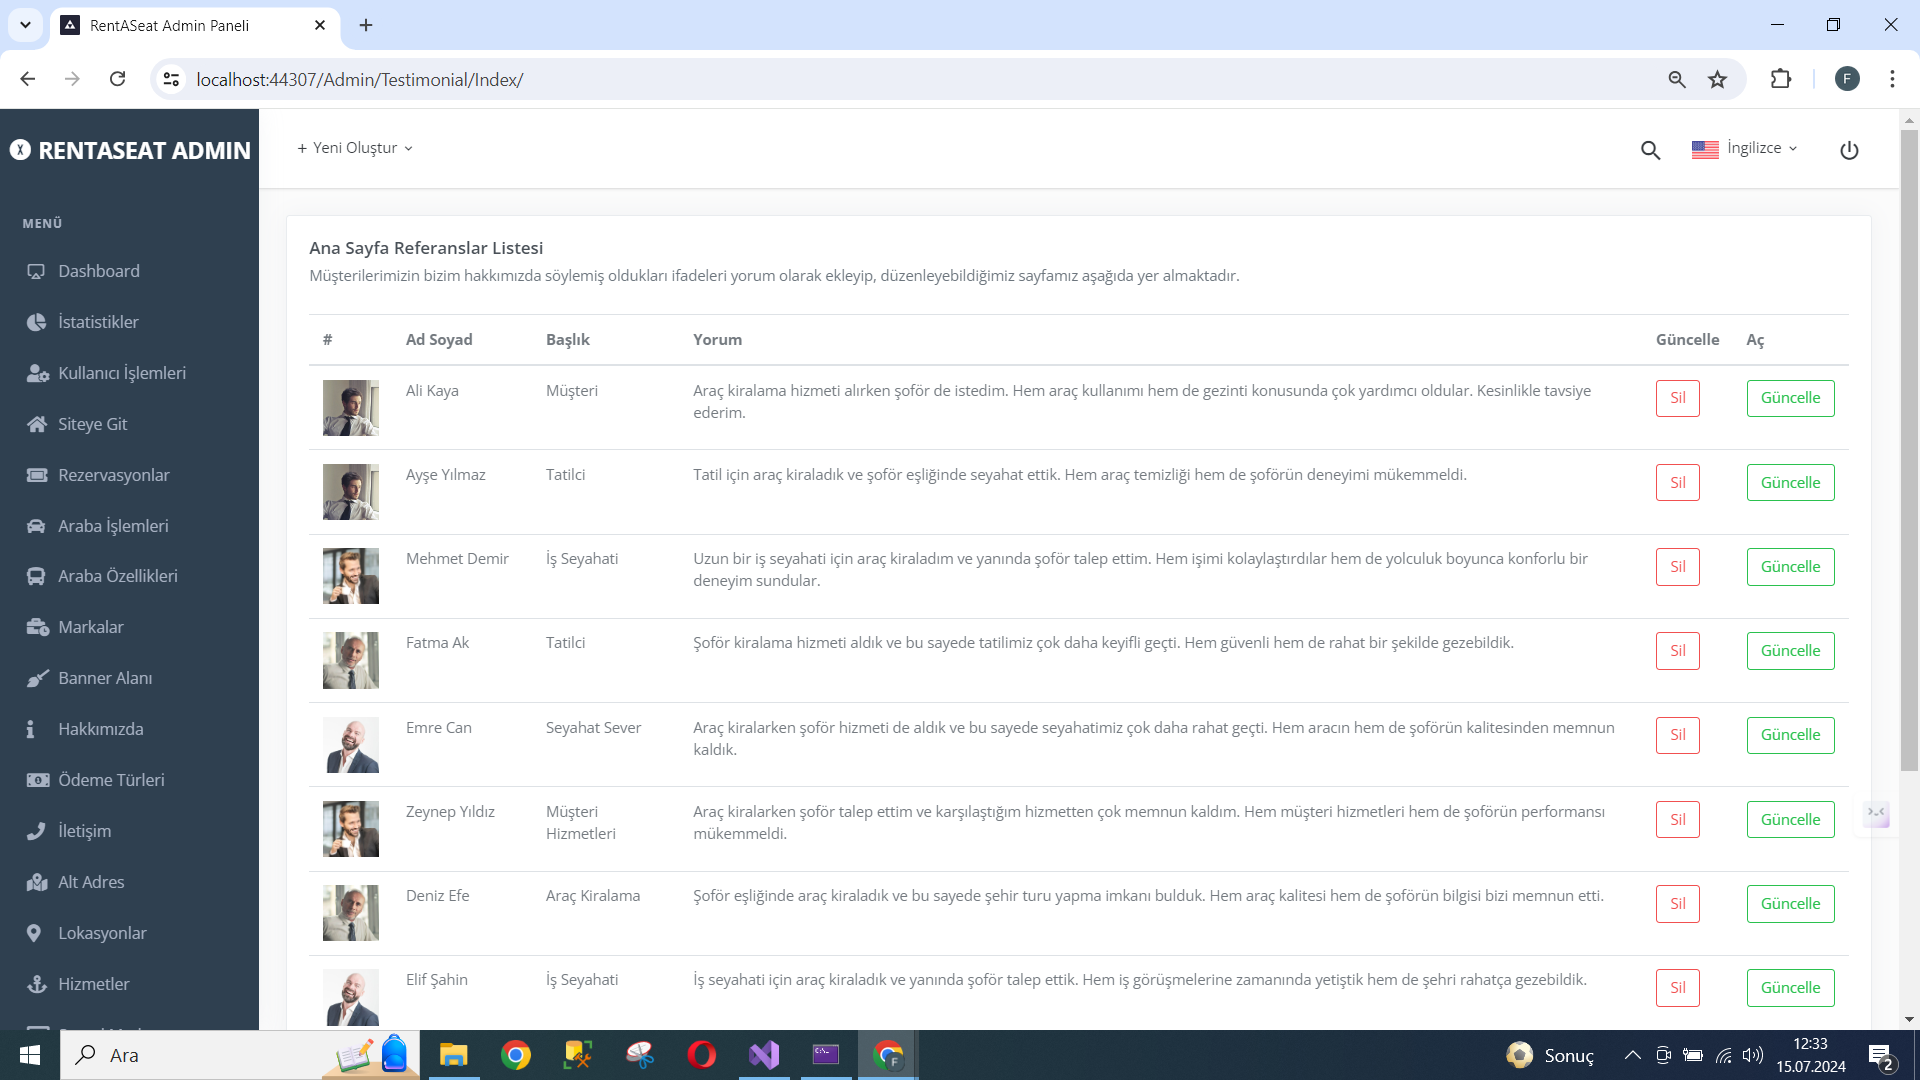 RentASeat Admin Paneli
localhost:44307/Admin/Testimonial/Index/
F
RENTASEAT ADMIN
+ Yeni Oluştur
İngilizce
MENÜ
Dashboard
İstatistikler
Kullanıcı İşlemleri
Siteye Git
Rezervasyonlar
Araba İşlemleri
Araba Özellikleri
Markalar
Banner Alanı
Hakkımızda
Ödeme Türleri
İletişim
Alt Adres
Lokasyonlar
Hizmetler
Ana Sayfa Referanslar Listesi
Müşterilerimizin bizim hakkımızda söylemiş oldukları ifadeleri yorum olarak ekleyip, düzenleyebildiğimiz sayfamız aşağıda yer almaktadır.
# Ad Soyad Başlık Yorum Güncelle Aç
Ali Kaya Müşteri Araç kiralama hizmeti alırken şoför de istedim. Hem araç kullanımı hem de gezinti konusunda çok yardımcı oldular. Kesinlikle tavsiye Sil Güncelle
ederim.
Ayşe Yılmaz Tatilci Tatil için araç kiraladık ve şoför eşliğinde seyahat ettik. Hem araç temizliği hem de şoförün deneyimi mükemmeldi. Sil Güncelle
Mehmet Demir İş Seyahati Uzun bir iş seyahati için araç kiraladım ve yanında şoför talep ettim. Hem işimi kolaylaştırdılar hem de yolculuk boyunca konforlu bir Sil Güncelle
deneyim sundular.
Fatma Ak Tatilci Şoför kiralama hizmeti aldık ve bu sayede tatilimiz çok daha keyifli geçti. Hem güvenli hem de rahat bir şekilde gezebildik. Sil Güncelle
Emre Can Seyahat Sever Araç kiralarken şoför hizmeti de aldık ve bu sayede seyahatimiz çok daha rahat geçti. Hem aracın hem de şoförün kalitesinden memnun Sil Güncelle
kaldık.
Zeynep Yıldız Müşteri Araç kiralarken şoför talep ettim ve karşılaştığım hizmetten çok memnun kaldım. Hem müşteri hizmetleri hem de şoförün performansı Sil Güncelle
Hizmetleri mükemmeldi.
Deniz Efe Araç Kiralama Şoför eşliğinde araç kiraladık ve bu sayede şehir turu yapma imkanı bulduk. Hem araç kalitesi hem de şoförün bilgisi bizi memnun etti. Sil Güncelle
Elif Şahin İş Seyahati İş seyahati için araç kiraladık ve yanında şoför talep ettik. Hem iş görüşmelerine zamanında yetiştik hem de şehri rahatça gezebildik. Sil Güncelle
Ara
F
Sonuç
12:33
15.07.2024
2